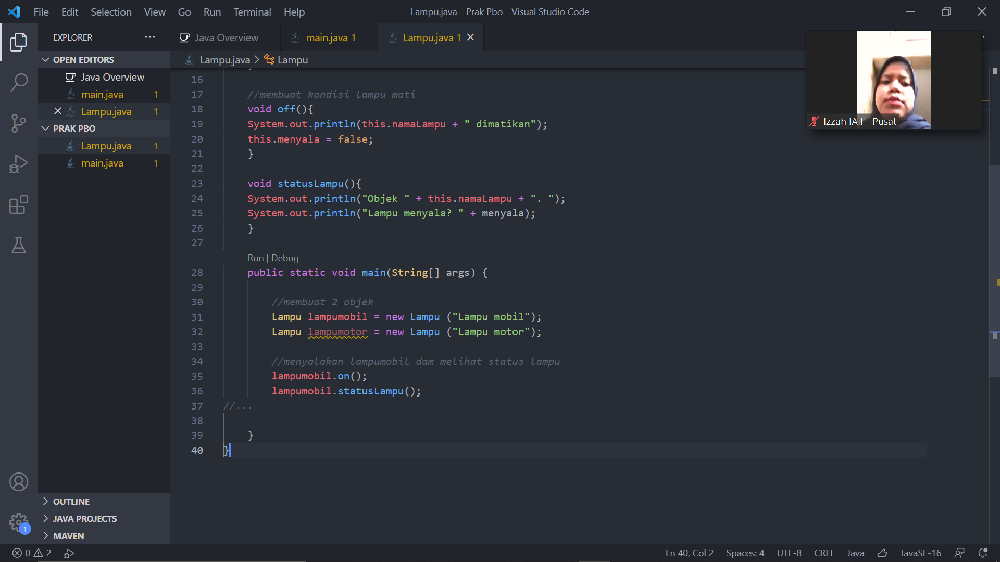 File Edit Selection View Go Run Terminal Help
Lampu.java - Prak Pbo - Visual Studio Code
EXPLORER
Java Overview
main.java 1
Lampu.java 1
OPEN EDITORS
Java Overview
main.java 1
Lampu.java 1
PRAK PBO
Lampu.java 1
main.java 1
OUTLINE
JAVA PROJECTS
MAVEN
1
Lampu.java > Lampu
16
17 //membuat kondisi lampu mati
18 void off(){
19 System.out.println(this.namaLampu + " dimatikan");
20 this.menyala = false;
21 }
22
23 void statusLampu(){
24 System.out.println("Objek " + this.namaLampu + ". ");
25 System.out.println("Lampu menyala? " + menyala);
26 }
27
Run | Debug
28 public static void main(String[] args) {
29
30 //membuat 2 objek
31 Lampu lampumobil = new Lampu ("Lampu mobil");
32 Lampu lampumotor = new Lampu ("Lampu motor");
33
34 //menyalakan lampumobil dam melihat status lampu
35 lampumobil.on();
36 lampumobil.statusLampu();
37 //...
38
39 }
40 }
Izzah IAII - Pusat
0 2
Ln 40, Col 2 Spaces: 4 UTF-8 CRLF Java JavaSE-16